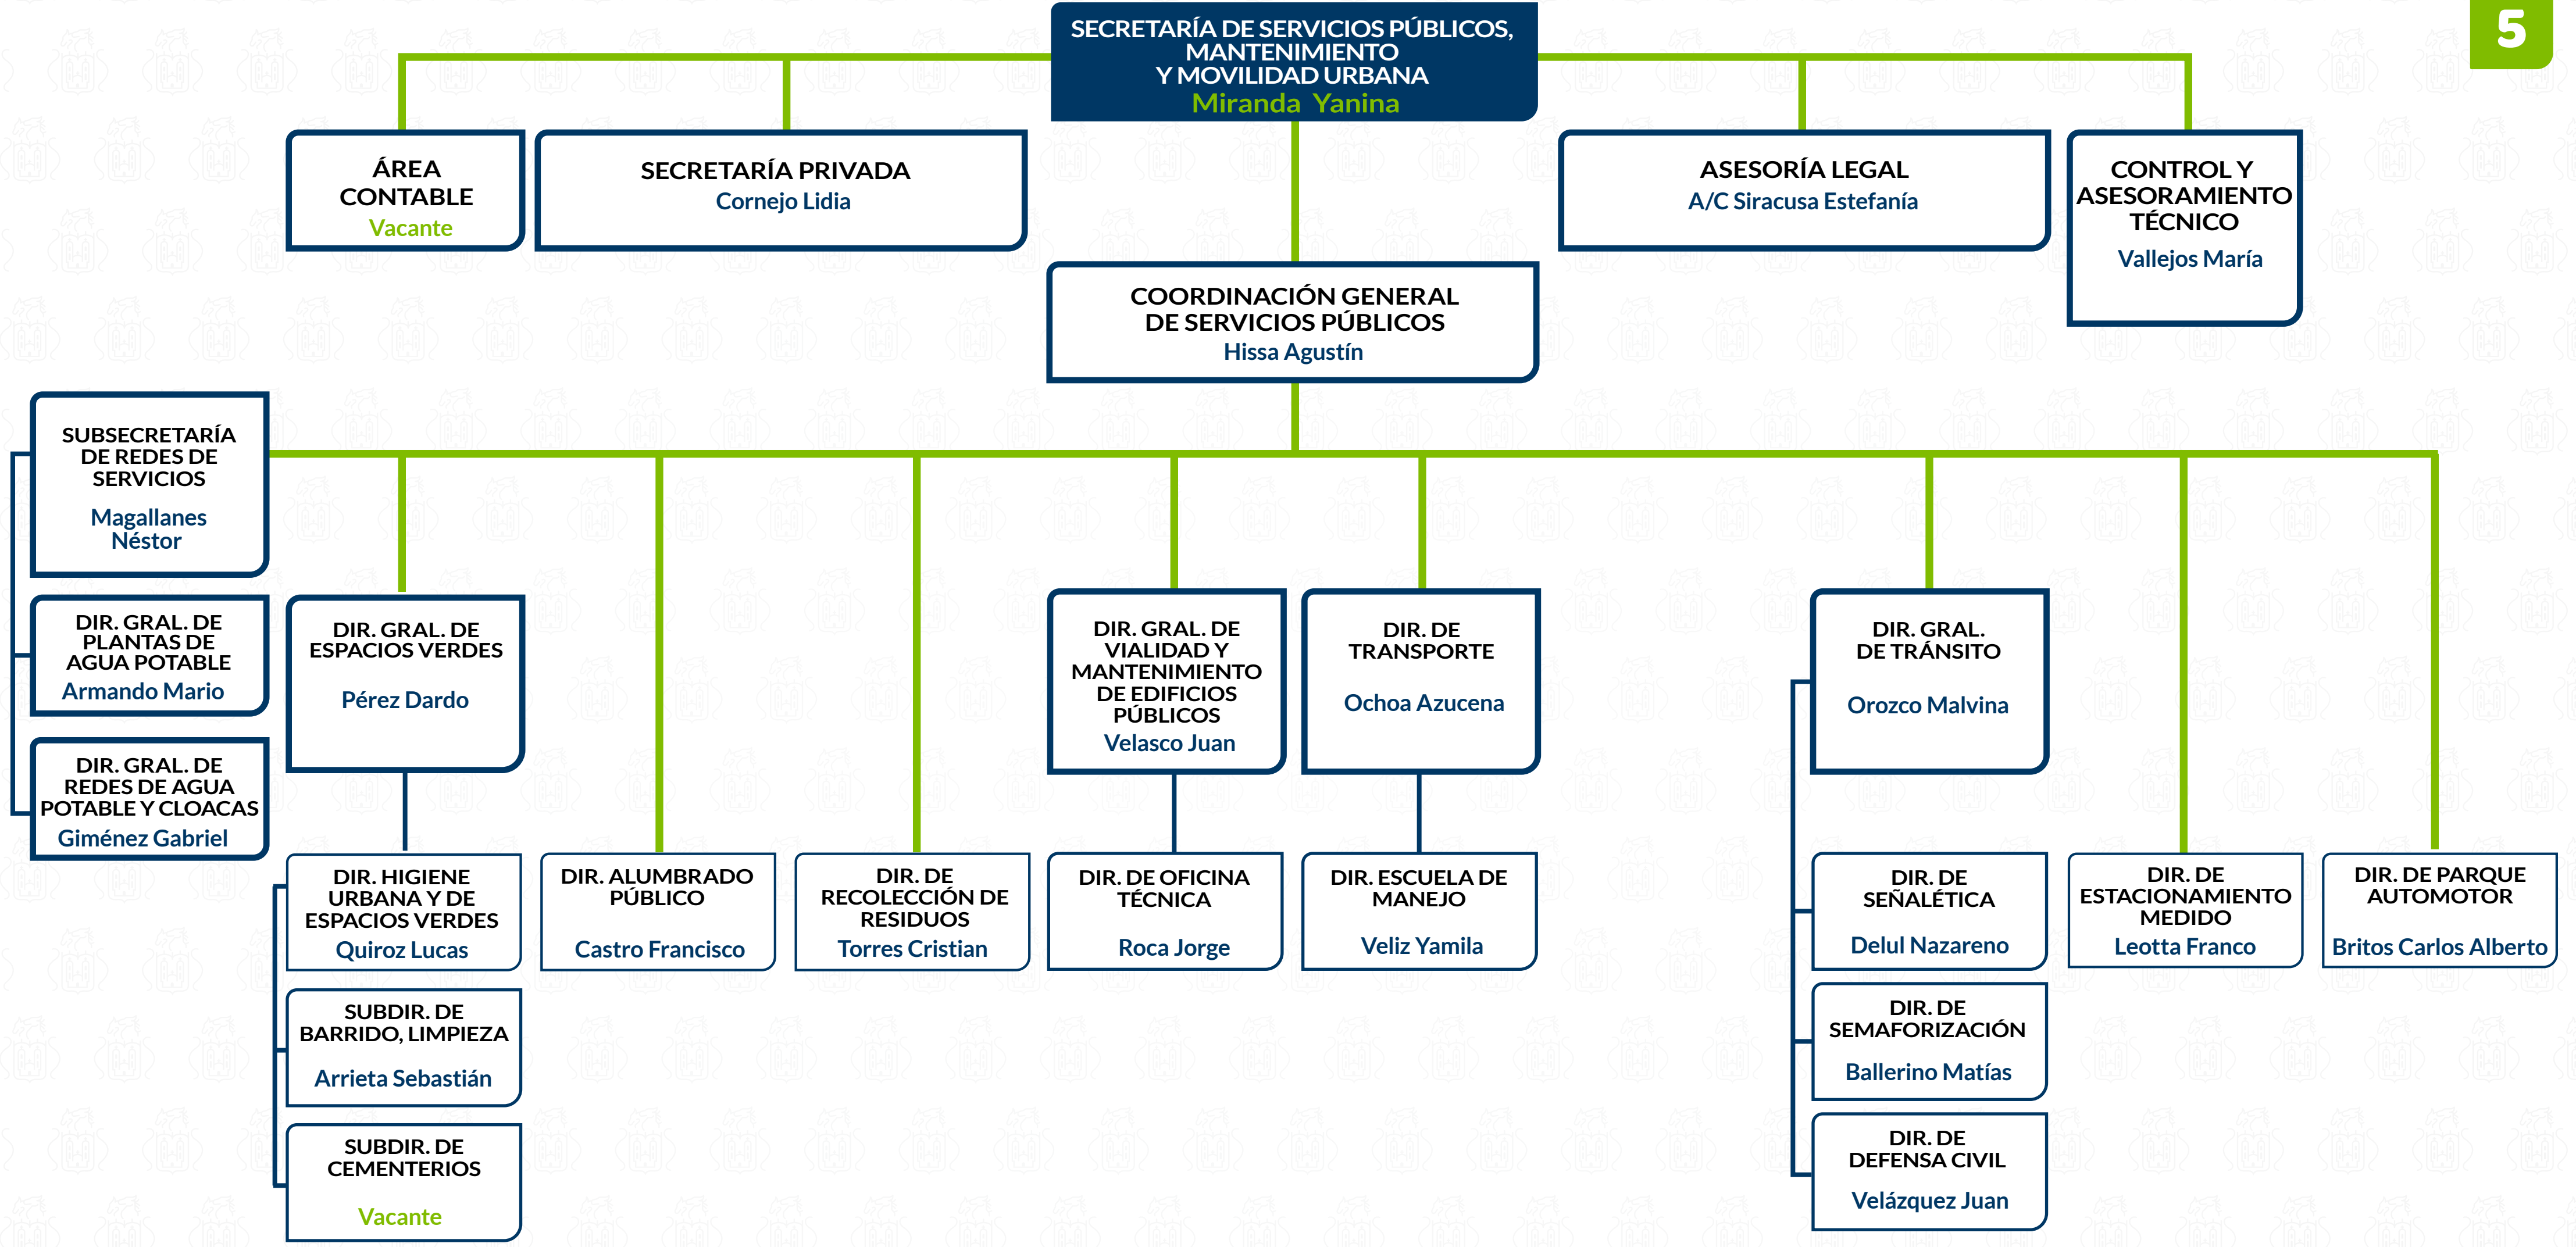 SECRETARÍA DE SERVICIOS PÚBLICOS,
MANTENIMIENTO
Y MOVILIDAD URBANA
Miranda Yanina
5
ÁREA
CONTABLE
Vacante
SECRETARÍA PRIVADA
Cornejo Lidia
ASESORÍA LEGAL
A/C Siracusa Estefanía
CONTROL Y
ASESORAMIENTO
TÉCNICO
Vallejos María
COORDINACIÓN GENERAL
DE SERVICIOS PÚBLICOS
Hissa Agustín
SUBSECRETARÍA
DE REDES DE
SERVICIOS
Magallanes
Néstor
DIR. GRAL. DE
PLANTAS DE
AGUA POTABLE
Armando Mario
DIR. GRAL. DE
REDES DE AGUA
POTABLE Y CLOACAS
Giménez Gabriel
DIR. GRAL. DE
ESPACIOS VERDES
Pérez Dardo
DIR. GRAL. DE
VIALIDAD Y
MANTENIMIENTO
DE EDIFICIOS
PÚBLICOS
Velasco Juan
DIR. DE
TRANSPORTE
Ochoa Azucena
DIR. GRAL.
DE TRÁNSITO
Orozco Malvina
DIR. HIGIENE
URBANA Y DE
ESPACIOS VERDES
Quiroz Lucas
DIR. ALUMBRADO
PÚBLICO
Castro Francisco
DIR. DE
RECOLECCIÓN DE
RESIDUOS
Torres Cristian
DIR. DE OFICINA
TÉCNICA
Roca Jorge
DIR. ESCUELA DE
MANEJO
Veliz Yamila
DIR. DE
SEÑALÉTICA
Delul Nazareno
DIR. DE
ESTACIONAMIENTO
MEDIDO
Leotta Franco
DIR. DE PARQUE
AUTOMOTOR
Britos Carlos Alberto
SUBDIR. DE
BARRIDO, LIMPIEZA
Arrieta Sebastián
DIR. DE
SEMAFORIZACIÓN
Ballerino Matías
SUBDIR. DE
CEMENTERIOS
Vacante
DIR. DE
DEFENSA CIVIL
Velázquez Juan